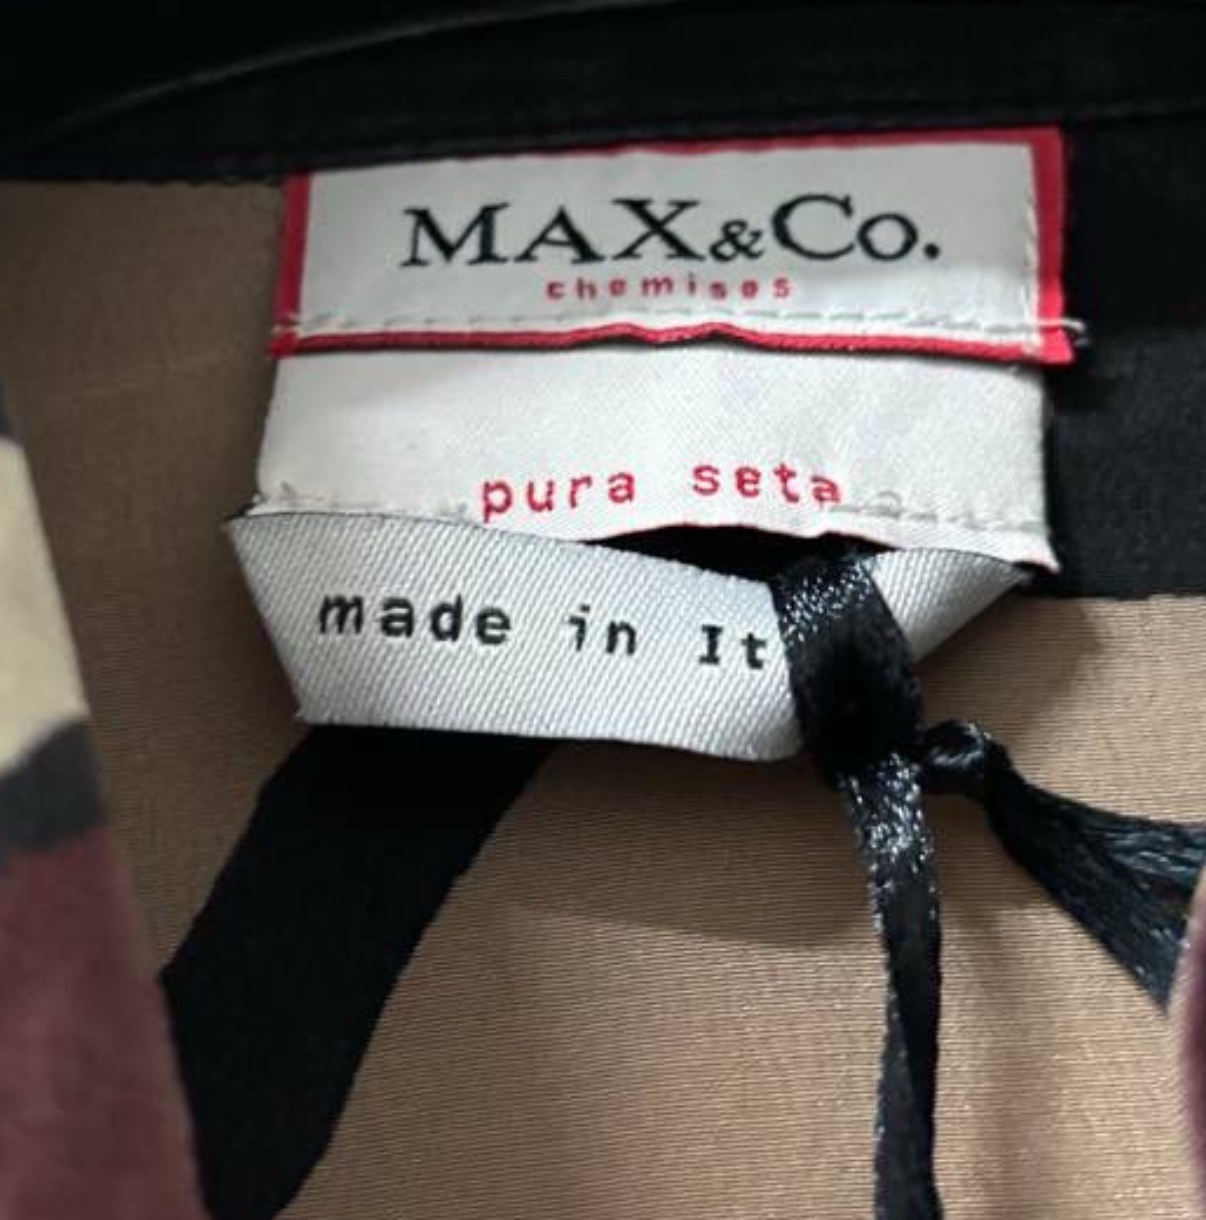 MAX&Co.
chemises
pura seta
made in It